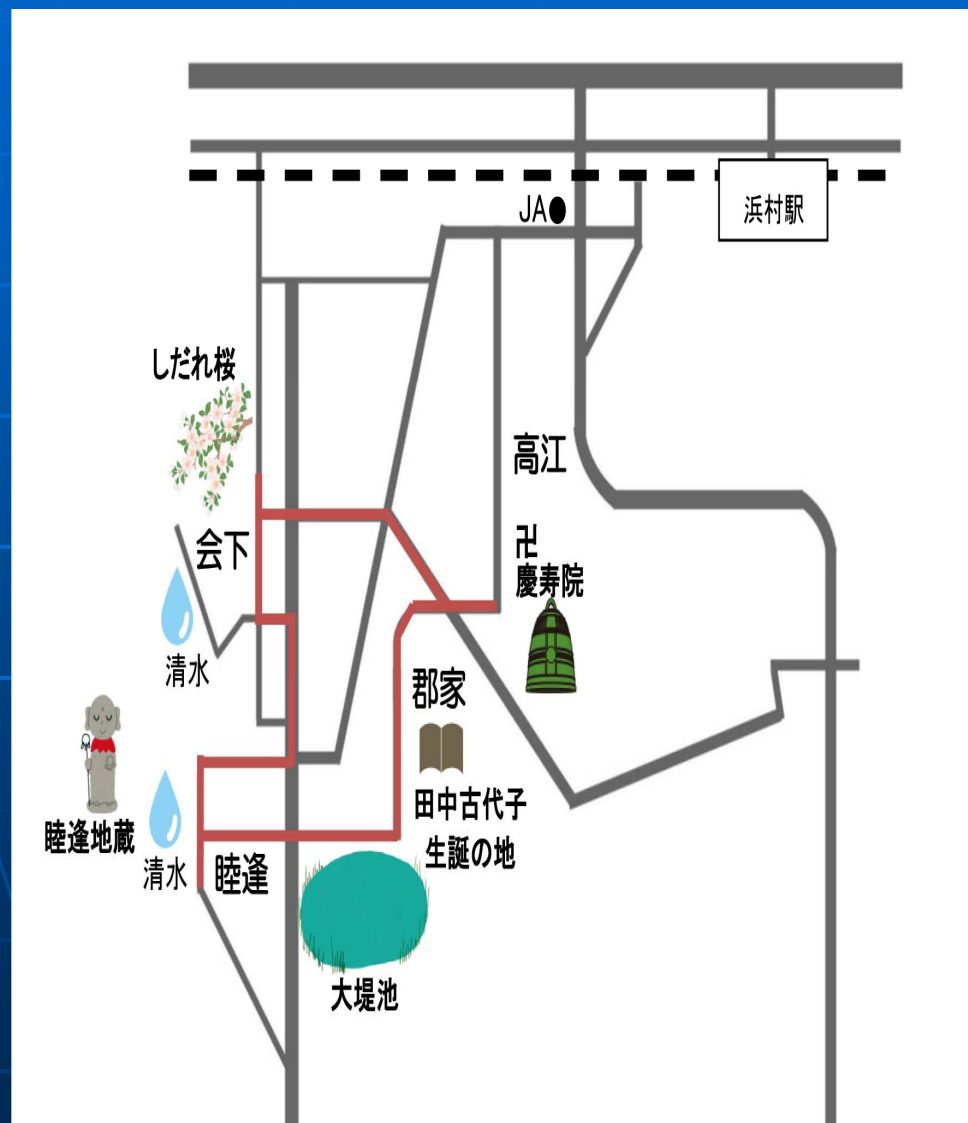 JA●
浜村駅
しだれ桜
高江
会下
卍
慶寿院
清水
郡家
田中古代子
生誕の地
睦逢地蔵
清水
睦逢
大堤池